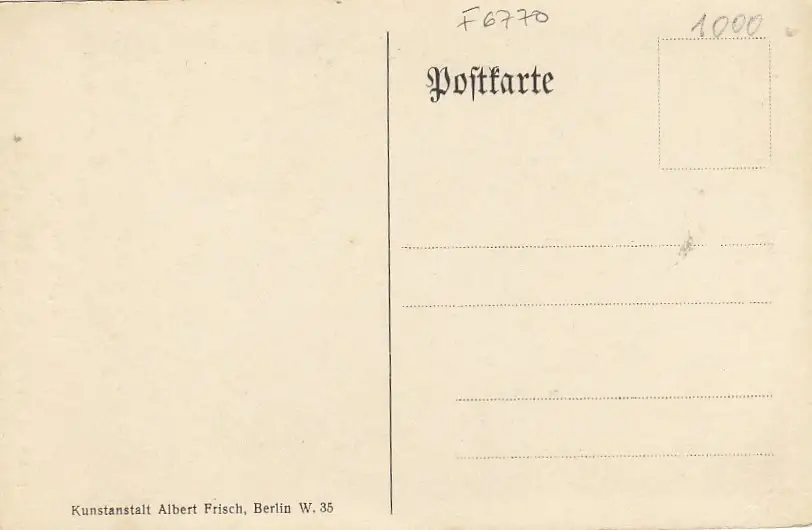 F6770
1000
Poſtkarte
Kunstanstalt Albert Frisch, Berlin W. 35